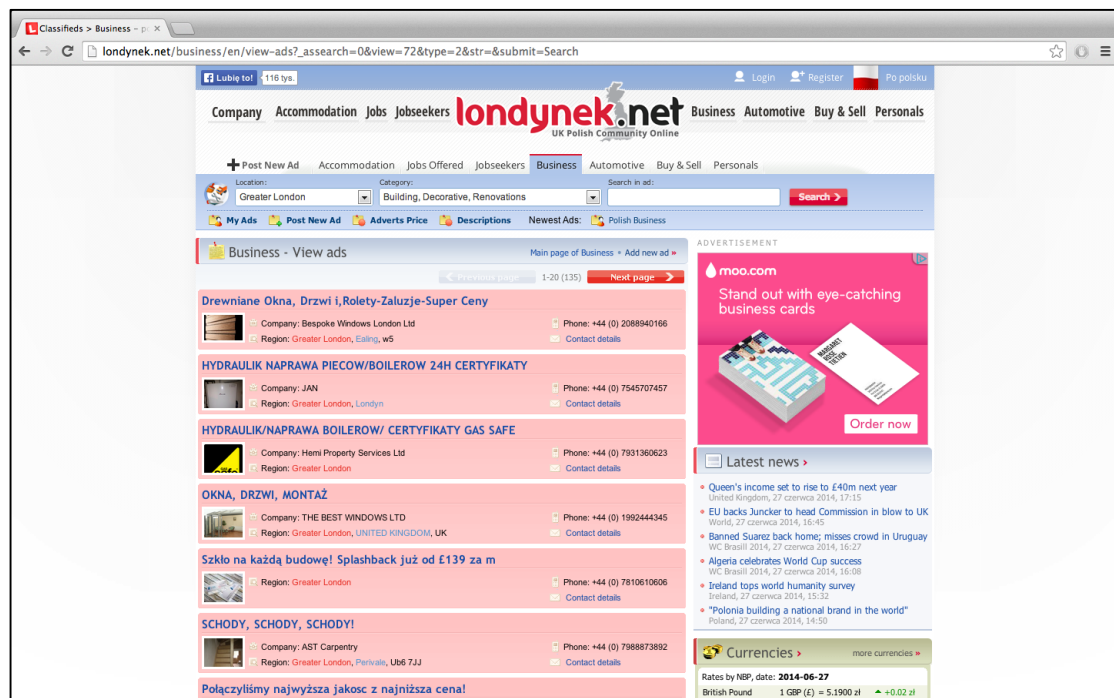 Classifieds > Business – po
londynek.net/business/en/view-ads?_assearch=0&view=72&type=2&str=&submit=Search
Lubię to! 116 tys.
Login Register Po polsku
Company Accommodation Jobs Jobseekers londynek.net Business Automotive Buy & Sell Personals
UK Polish Community Online
Post New Ad Accommodation Jobs Offered Jobseekers Business Automotive Buy & Sell Personals
Location: Category: Search in ad:
Greater London Building, Decorative, Renovations Search
My Ads Post New Ad Adverts Price Descriptions Newest Ads: Polish Business
Business - View ads Main page of Business Add new ad »
Previous page 1-20 (135) Next page
Drewniane Okna, Drzwi i,Rolety-Zaluzje-Super Ceny
Company: Bespoke Windows London Ltd Phone: +44 (0) 2088940166
Region: Greater London, Ealing, w5 Contact details
HYDRAULIK NAPRAWA PIECOW/BOILEROW 24H CERTYFIKATY
Company: JAN Phone: +44 (0) 7545707457
Region: Greater London, Londyn Contact details
HYDRAULIK/NAPRAWA BOILEROW/ CERTYFIKATY GAS SAFE
Company: Hemi Property Services Ltd Phone: +44 (0) 7931360623
Region: Greater London Contact details
OKNA, DRZWI, MONTAŻ
Company: THE BEST WINDOWS LTD Phone: +44 (0) 1992444345
Region: Greater London, UNITED KINGDOM, UK Contact details
Szkło na każdą budowę! Splashback już od £139 za m
Region: Greater London Phone: +44 (0) 7810610606
Contact details
SCHODY, SCHODY, SCHODY!
Company: AST Carpentry Phone: +44 (0) 7988873892
Region: Greater London, Perivale, Ub6 7JJ Contact details
Połączyliśmy najwyższa jakosc z najniższa cena!
ADVERTISEMENT
moo.com
Stand out with eye-catching
business cards
MARGARET
ROSE
Order now
Latest news ›
Queen's income set to rise to £40m next year
United Kingdom, 27 czerwca 2014, 17:15
EU backs Juncker to head Commission in blow to UK
World, 27 czerwca 2014, 16:45
Banned Suarez back home; misses crowd in Uruguay
WC Brasill 2014, 27 czerwca 2014, 16:27
Algeria celebrates World Cup success
WC Brasill 2014, 27 czerwca 2014, 16:08
Ireland tops world humanity survey
Ireland, 27 czerwca 2014, 15:32
"Polonia building a national brand in the world"
Poland, 27 czerwca 2014, 14:50
Currencies › more currencies »
Rates by NBP, date: 2014-06-27
British Pound 1 GBP (£) = 5.1900 zł +0.02 zł